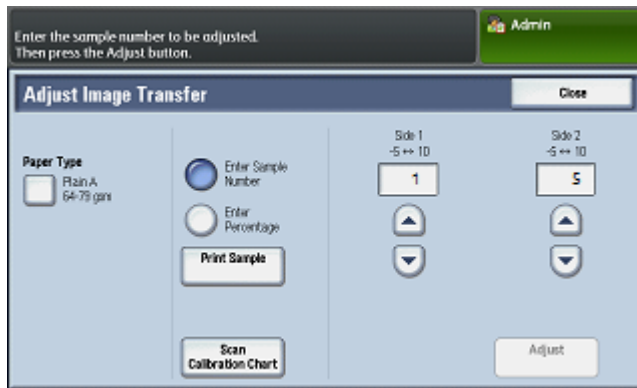 Enter the sample number to be adjusted.
Then press the Adjust button.
Admin
Adjust Image Transfer
Close
Paper Type
Plain A
64-79 gsm
Enter Sample
Number
Enter
Percentage
Print Sample
Scan
Calibration Chart
Side 1
-5 ↔ 10
1
Side 2
-5 ↔ 10
5
Adjust